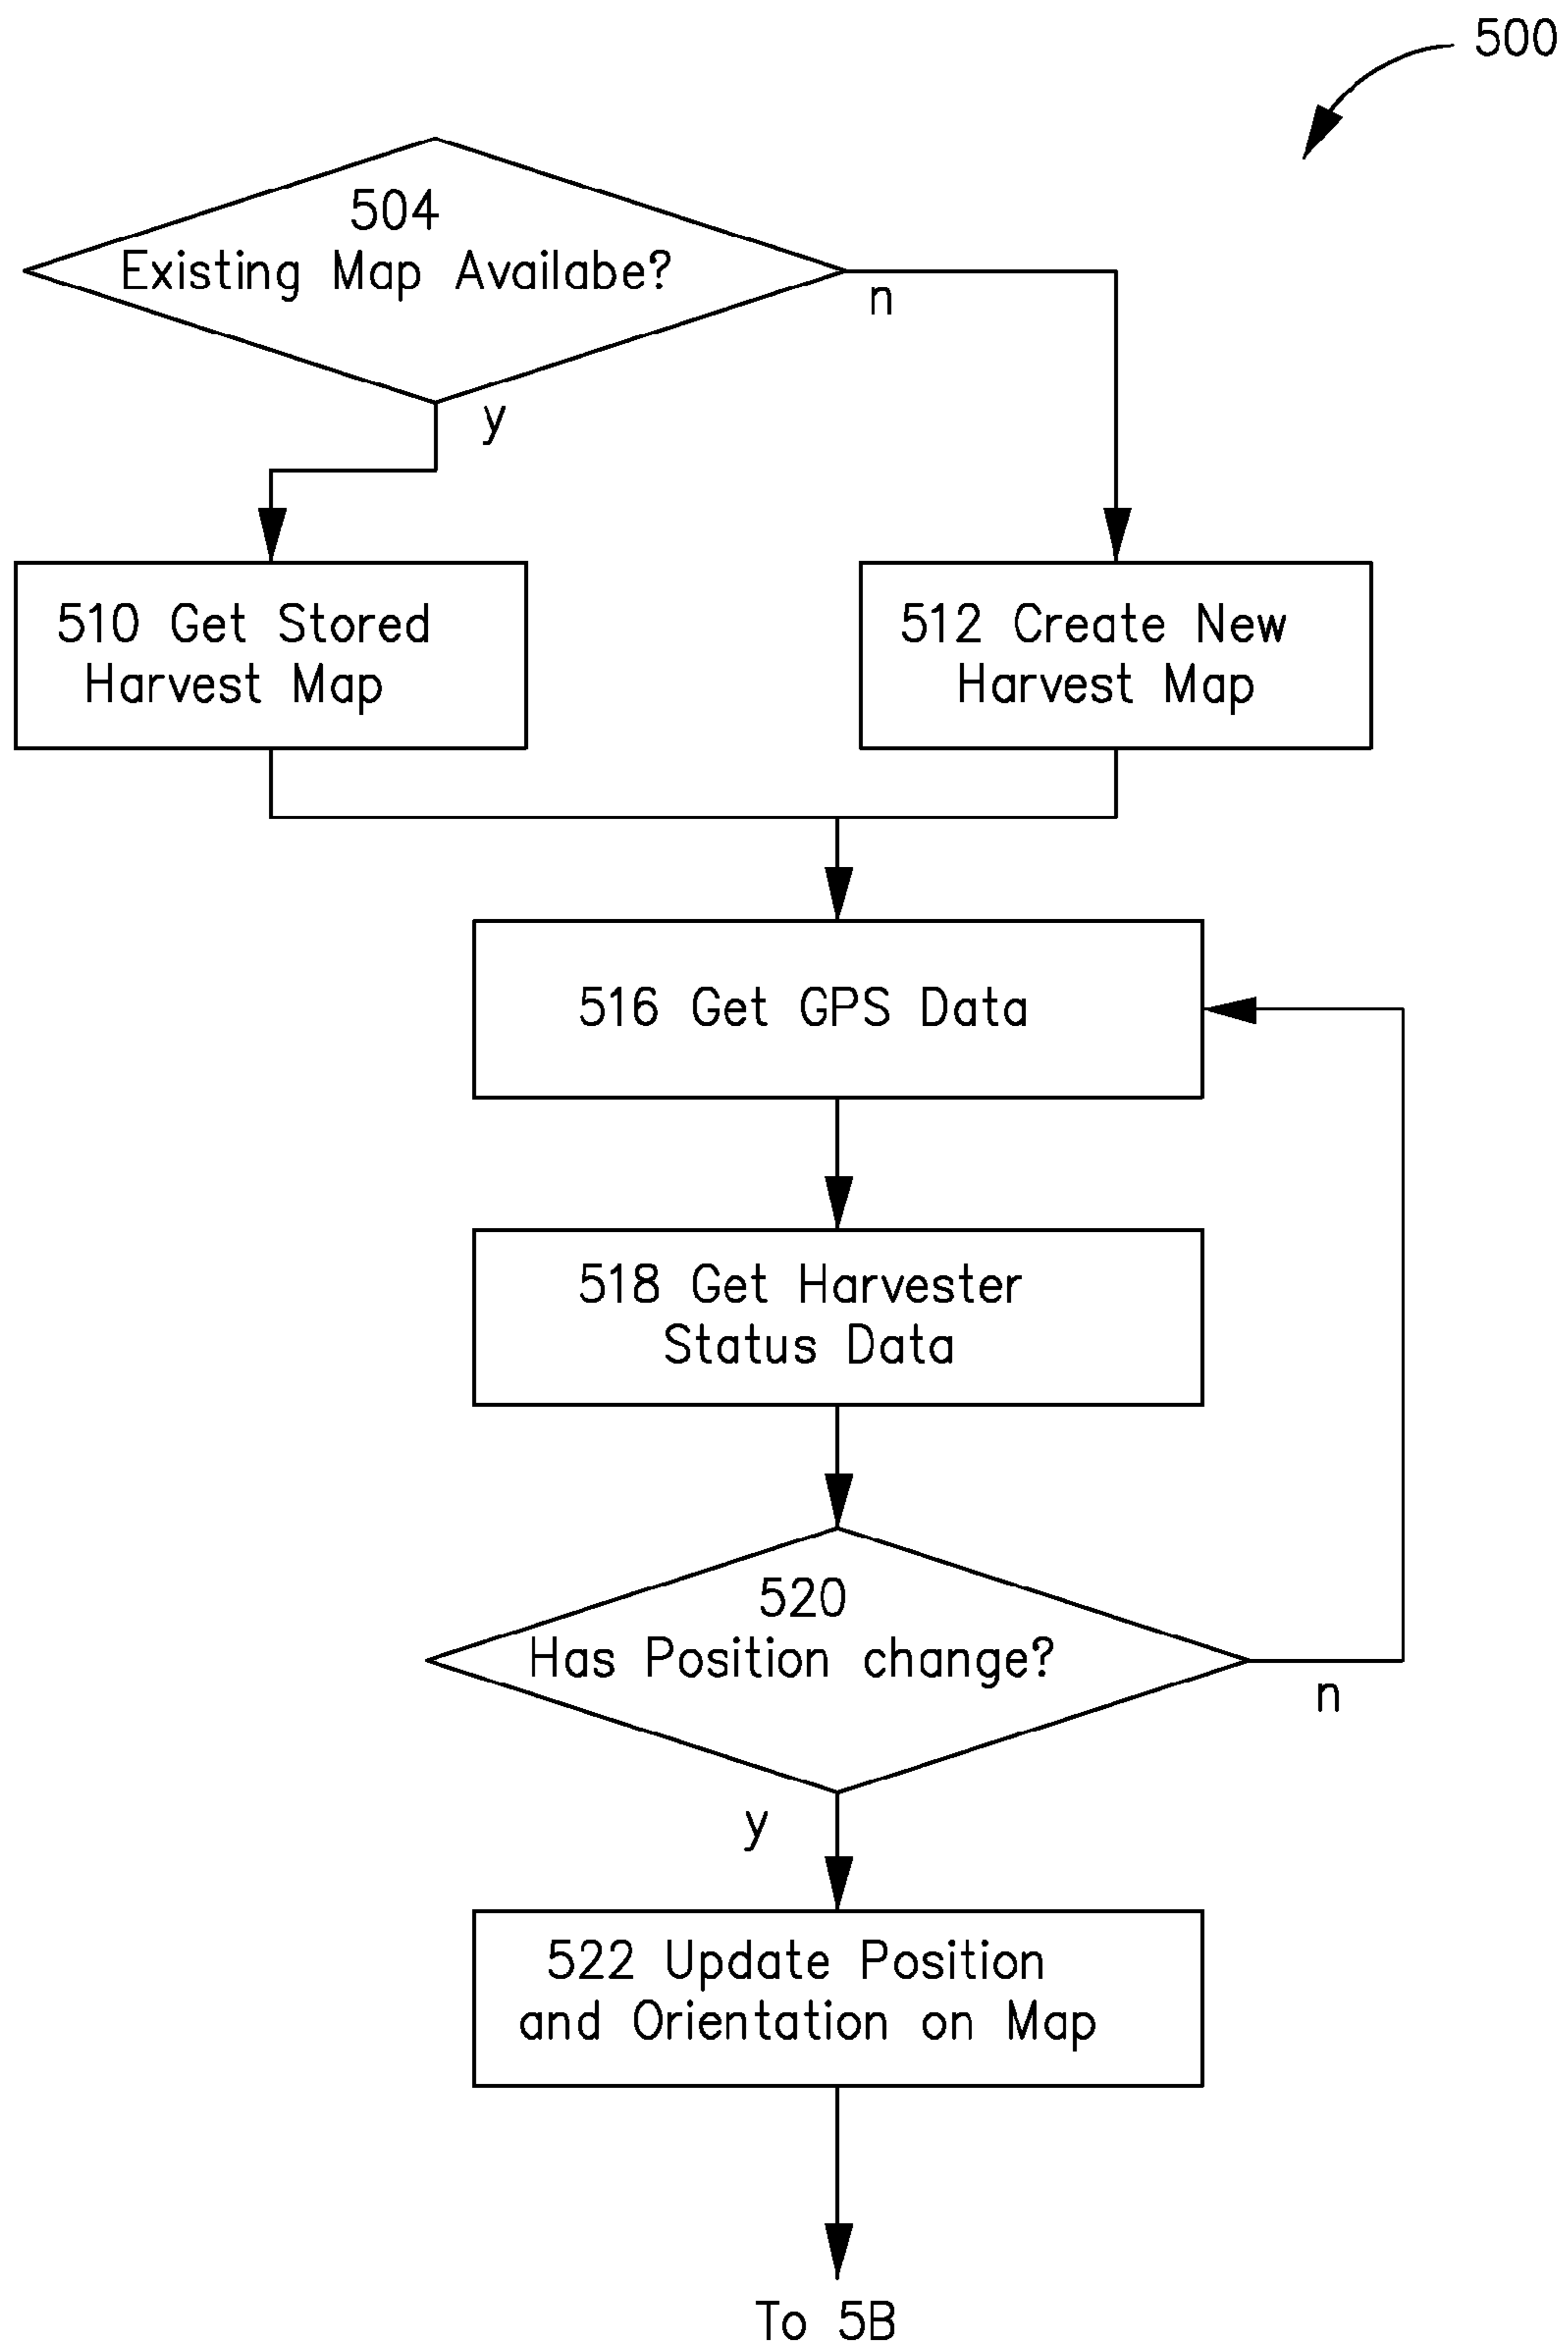 500
504
Existing Map Availabe?
n
y
510 Get Stored
Harvest Map
512 Create New
Harvest Map
516 Get GPS Data
518 Get Harvester
Status Data
520
Has Position change?
n
y
522 Update Position
and Orientation on Map
To 5B